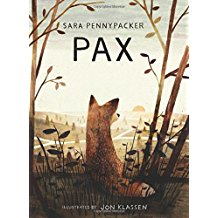 SARA PENNYPACKER
PAX
ILLUSTRATED BY JON KLASSEN